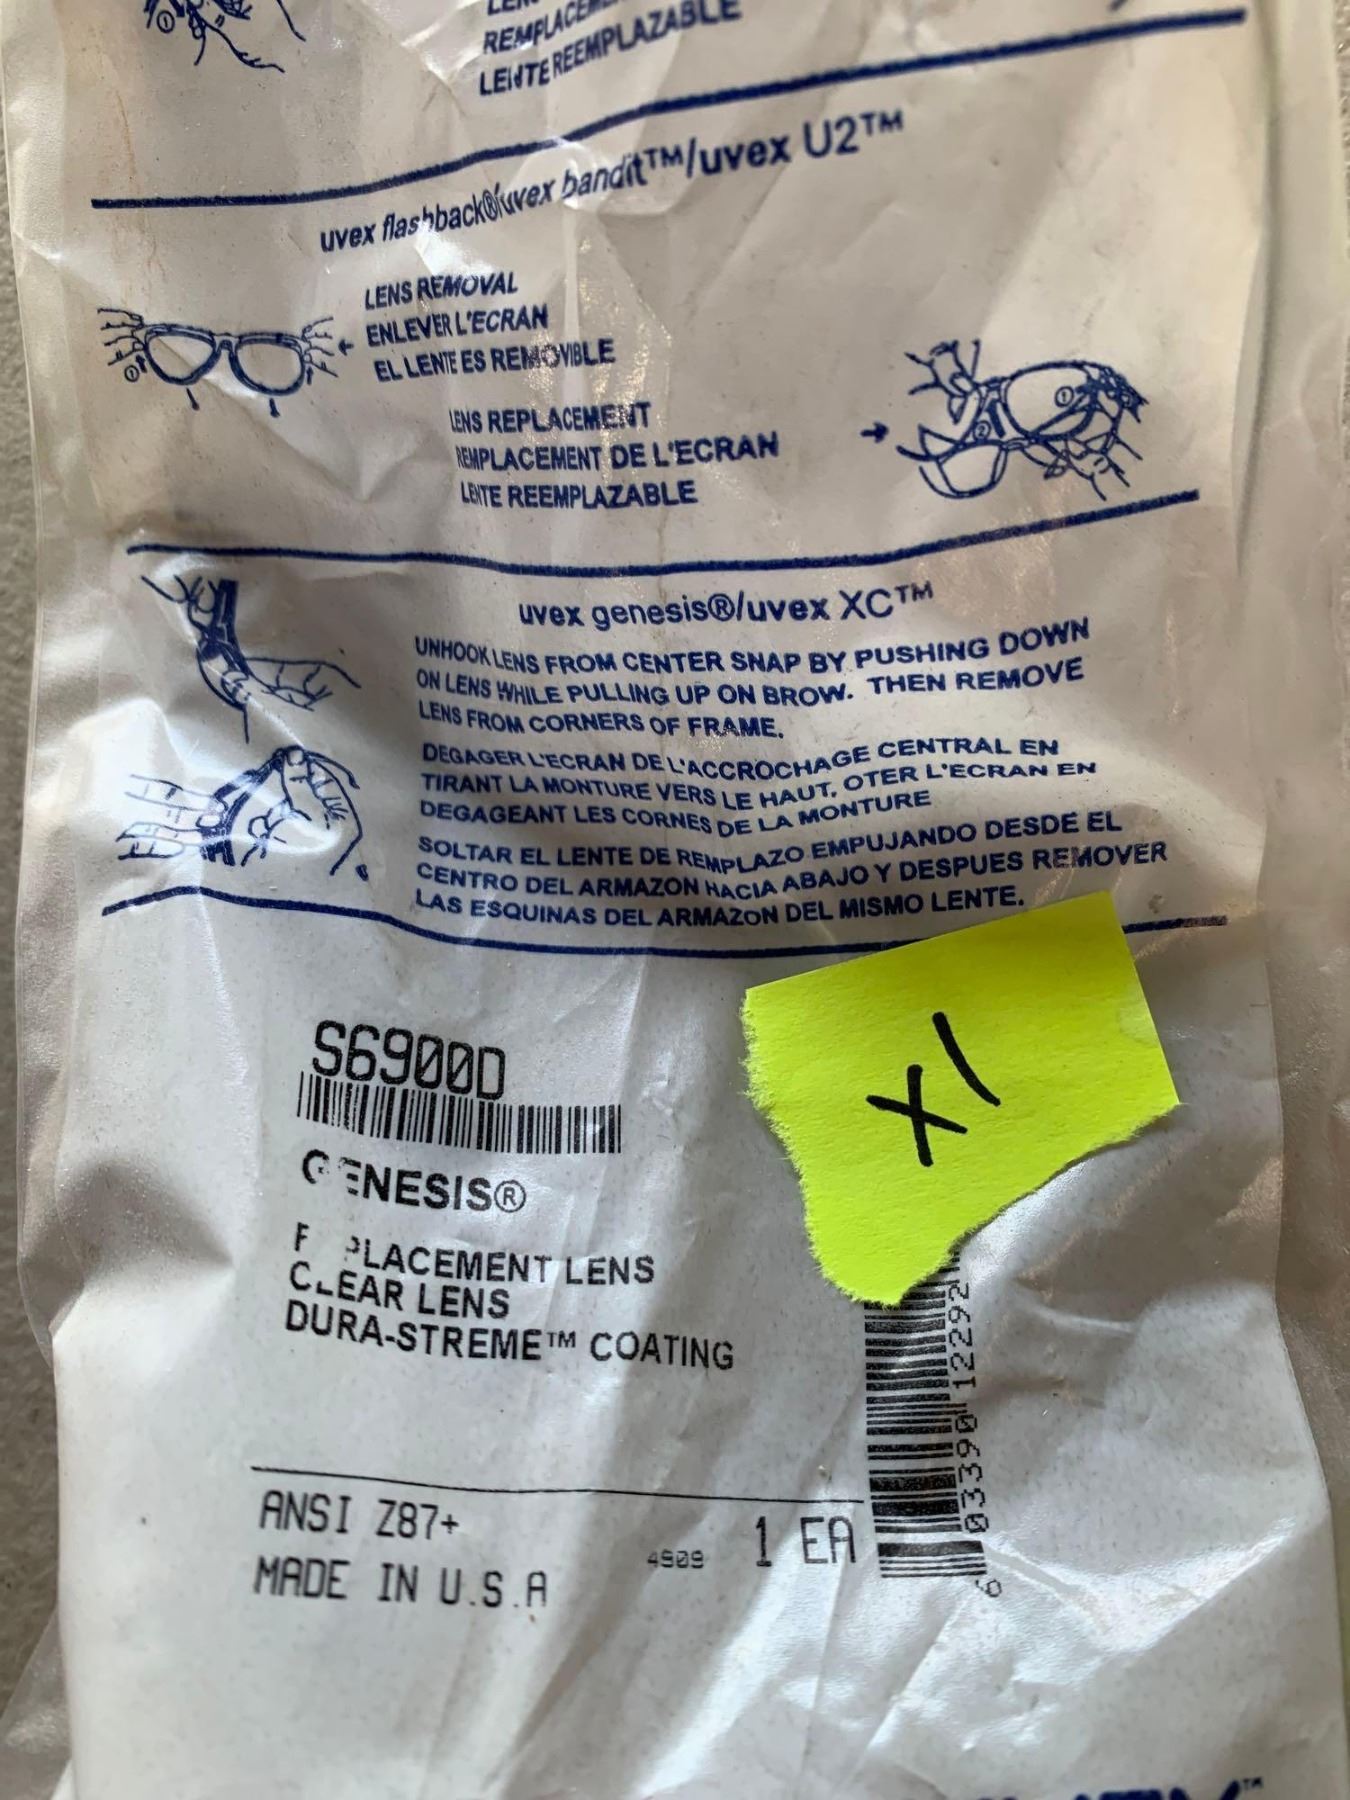 REMPLACEM
LENTE REEMPLAZABLE
uvex flashback®/uvex bandit™/uvex U2™
LENS REMOVAL
ENLEVER L'ECRAN
EL LENTE ES REMOVIBLE
LENS REPLACEMENT
REMPLACEMENT DE L'ECRAN
LENTE REEMPLAZABLE
uvex genesis®/uvex XC™
UNHOOK LENS FROM CENTER SNAP BY PUSHING DOWN
ON LENS WHILE PULLING UP ON BROW. THEN REMOVE
LENS FROM CORNERS OF FRAME.
DEGAGER L'ECRAN DE L'ACCROCHAGE CENTRAL EN
TIRANT LA MONTURE VERS LE HAUT, OTER L'ECRAN EN
DEGAGEANT LES CORNES DE LA MONTURE
SOLTAR EL LENTE DE REMPLAZO EMPUJANDO DESDE EL
CENTRO DEL ARMAZON HACIA ABAJO Y DESPUES REMOVER
LAS ESQUINAS DEL ARMAZON DEL MISMO LENTE.
X1
S6900D
GENESIS®
REPLACEMENT LENS
CLEAR LENS
DURA-STREME™ COATING
6 03390 12292
ANSI Z87+
4909 1 EA
MADE IN U.S.A